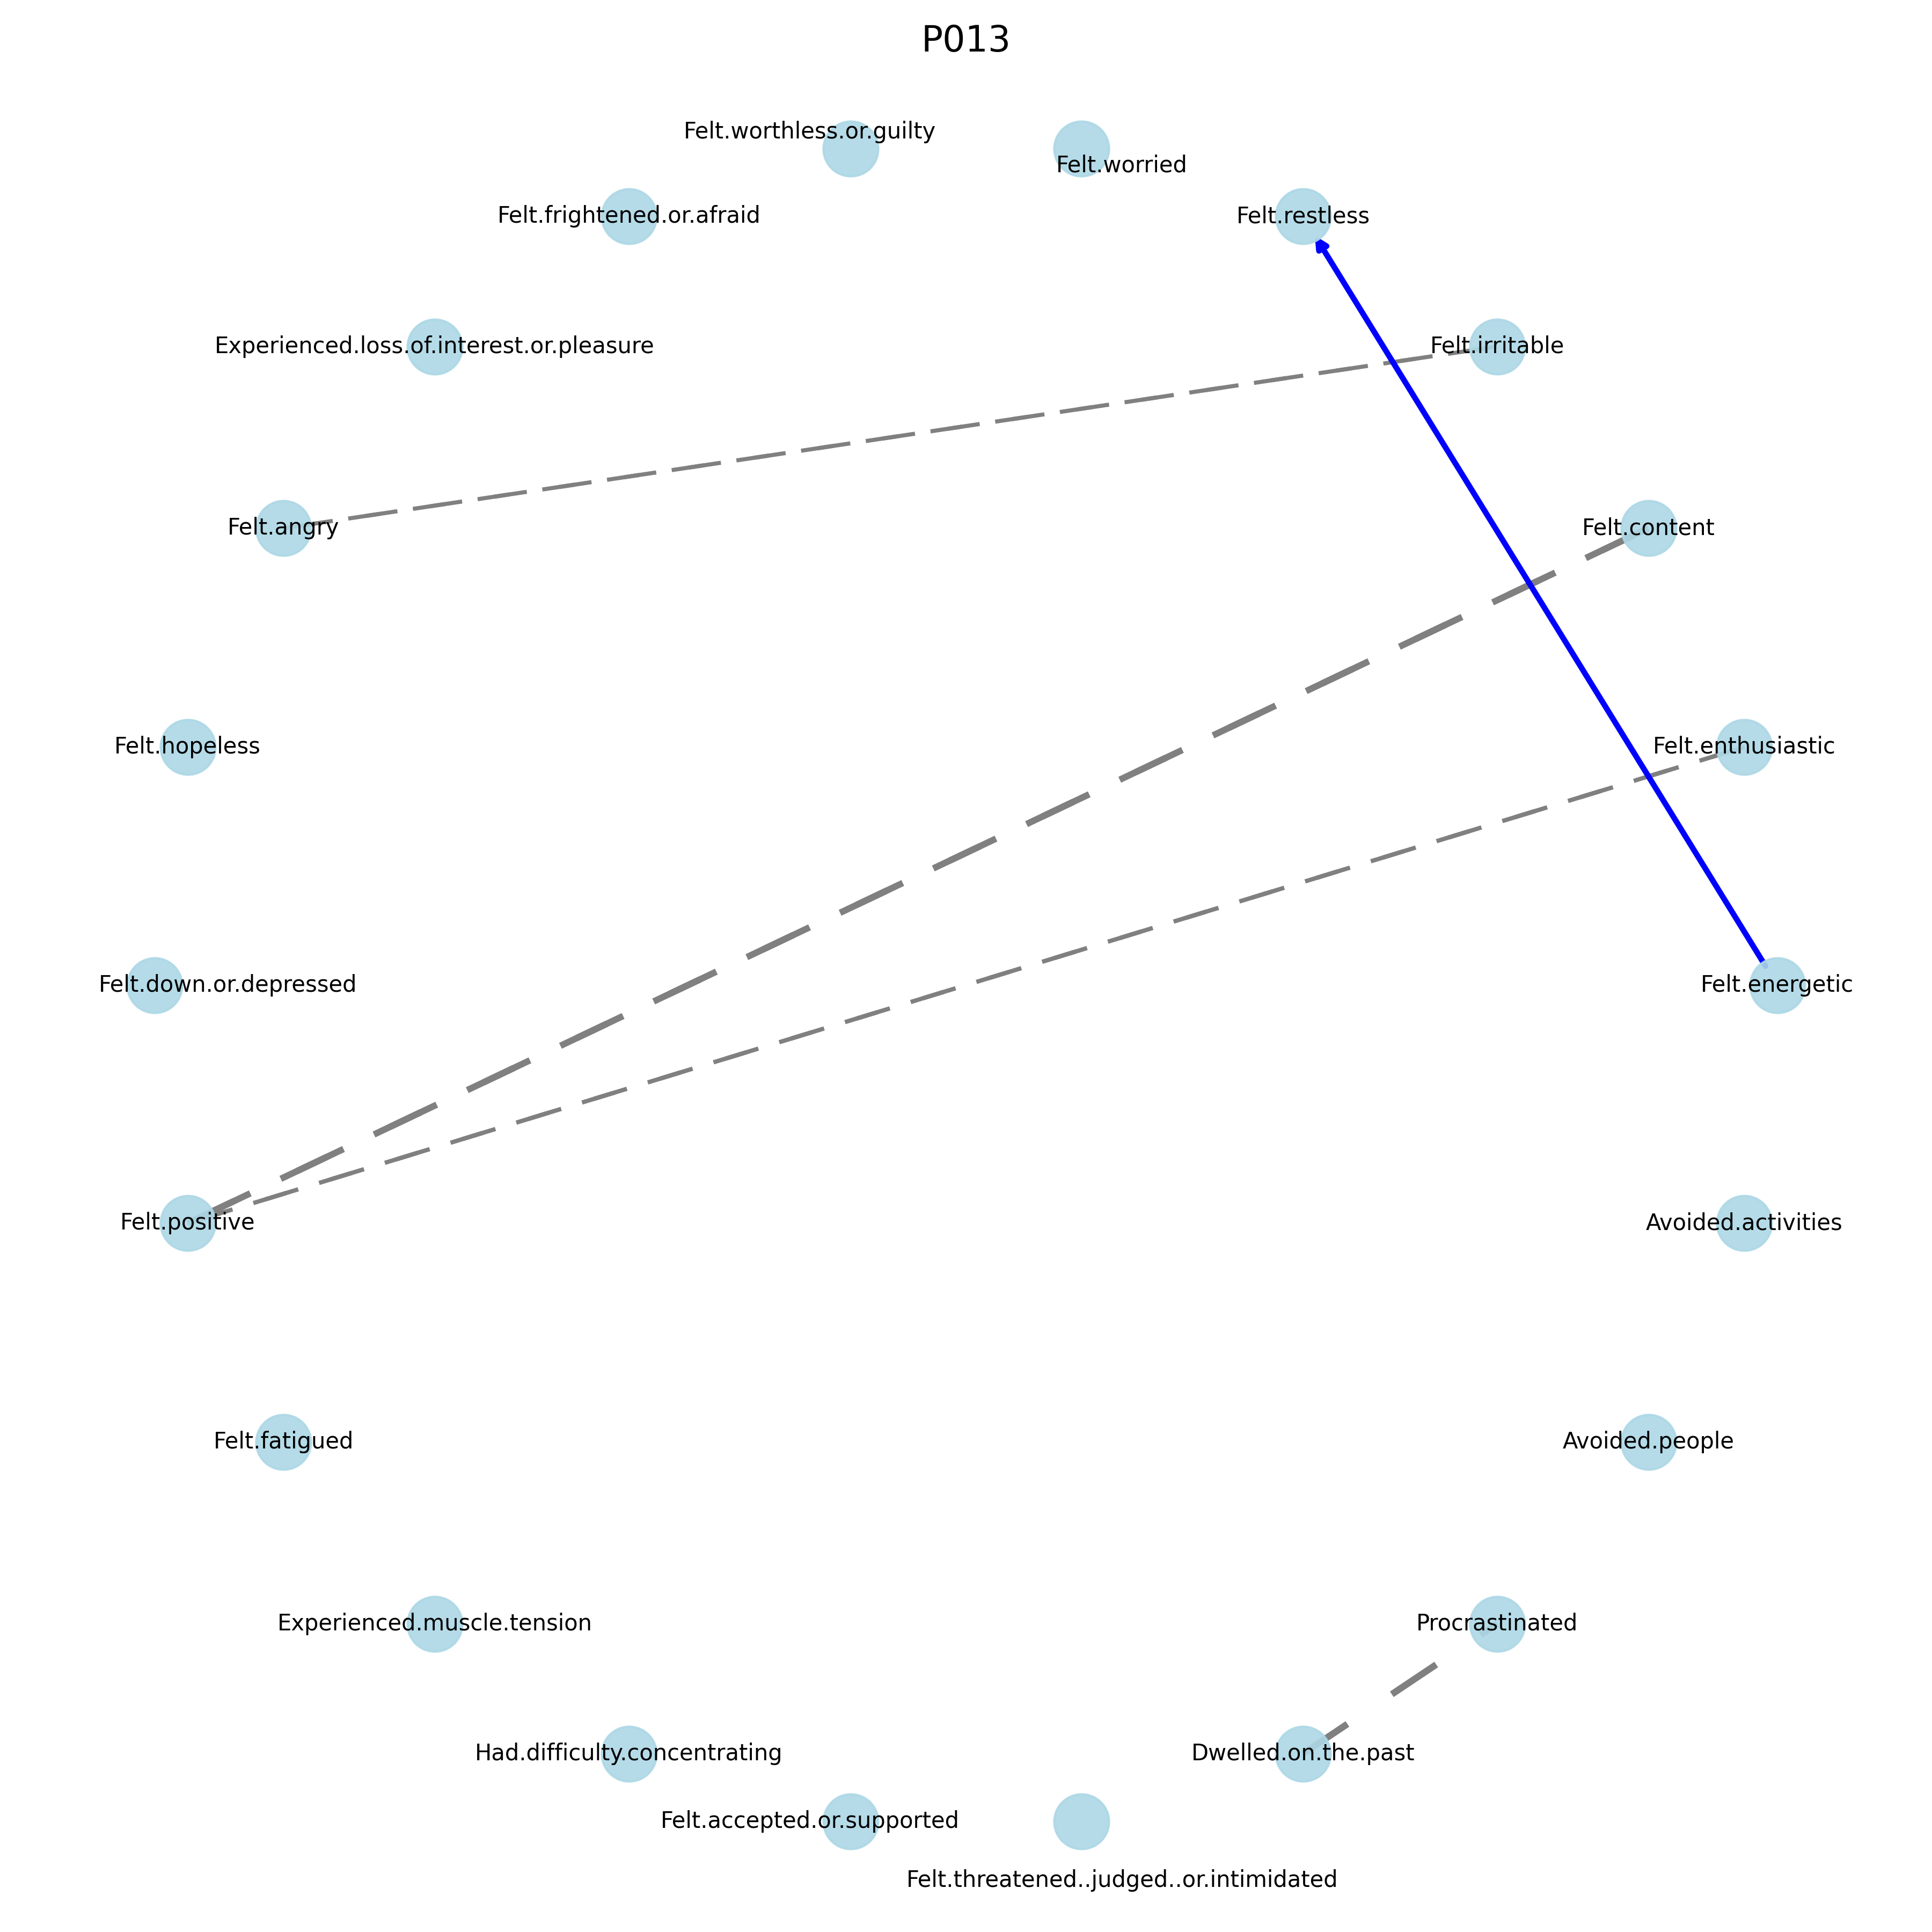 P013
Felt.worthless.or.guilty
Felt.worried
Felt.frightened.or.afraid
Felt.restless
Experienced.loss.of.interest.or.pleasure
Felt.irritable
Felt.angry
Felt.content
Felt.hopeless
Felt.enthusiastic
Felt.down.or.depressed
Felt.energetic
Felt.positive
Avoided.activities
Felt.fatigued
Avoided.people
Experienced.muscle.tension
Procrastinated
Had.difficulty.concentrating
Dwelled.on.the.past
Felt.accepted.or.supported
Felt.threatened..judged..or.intimidated